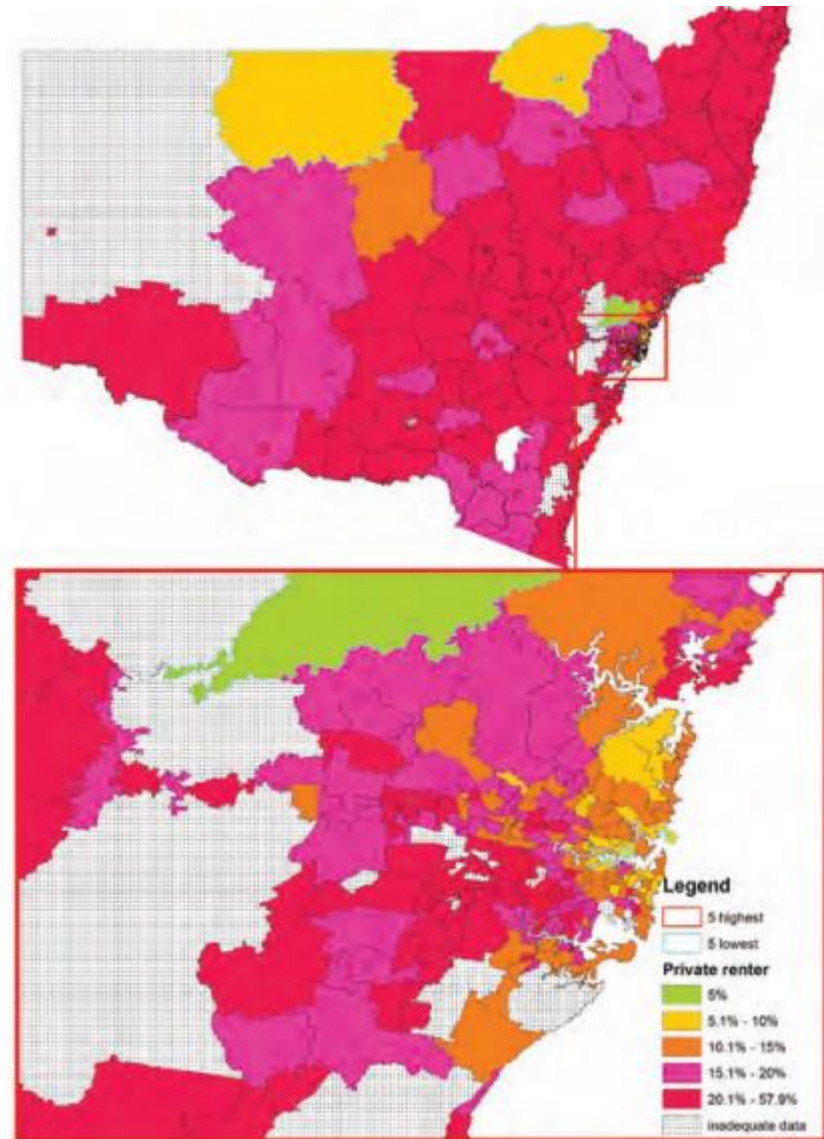 Legend
5 highest
5 lowest
Private renter
5%
5.1% - 10%
10.1% - 15%
15.1% - 20%
20.1% - 57.9%
inadequate data